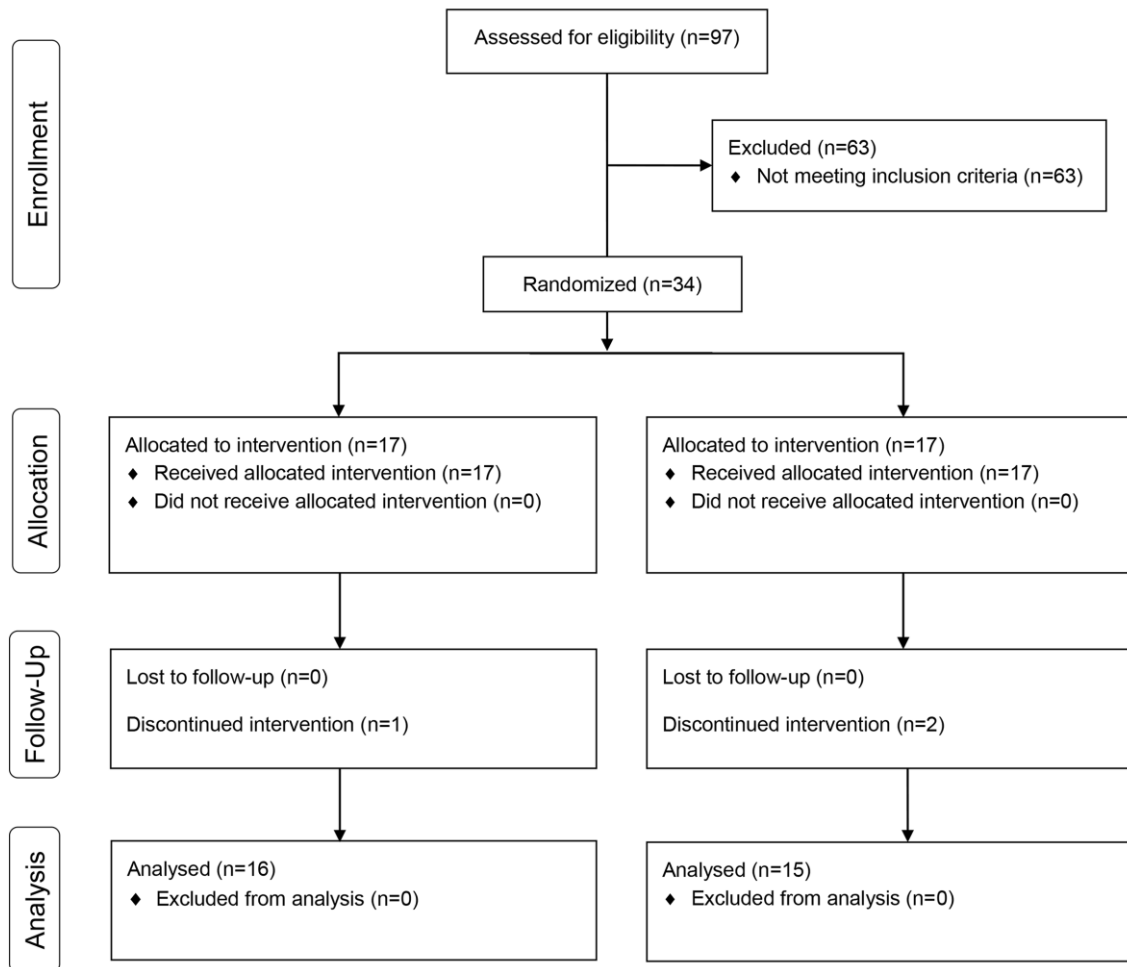 Enrollment
Assessed for eligibility (n=97)
Excluded (n=63)
♦ Not meeting inclusion criteria (n=63)
Randomized (n=34)
Allocation
Allocated to intervention (n=17)
♦ Received allocated intervention (n=17)
♦ Did not receive allocated intervention (n=0)
Allocated to intervention (n=17)
♦ Received allocated intervention (n=17)
♦ Did not receive allocated intervention (n=0)
Follow-Up
Lost to follow-up (n=0)
Discontinued intervention (n=1)
Lost to follow-up (n=0)
Discontinued intervention (n=2)
Analysis
Analysed (n=16)
♦ Excluded from analysis (n=0)
Analysed (n=15)
♦ Excluded from analysis (n=0)